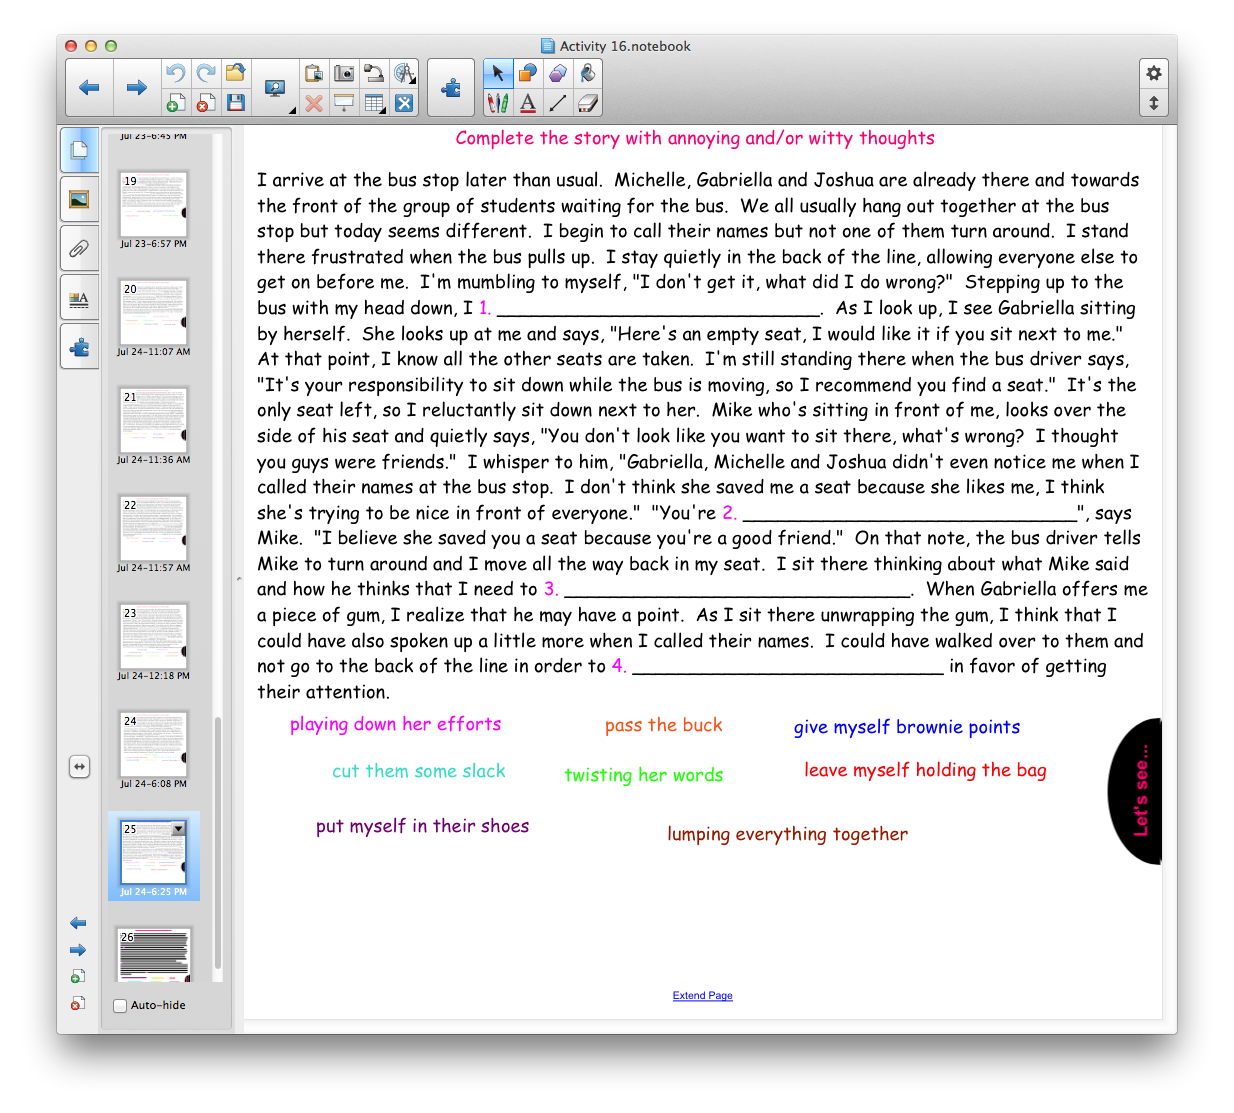 Activity 16.notebook
Jul 23-6:45 PM
19
Jul 23-6:57 PM
20
Jul 24-11:07 AM
21
Jul 24-11:36 AM
22
Jul 24-11:57 AM
23
Jul 24-12:18 PM
24
Jul 24-6:08 PM
25
Jul 24-6:25 PM
26
Auto-hide
Complete the story with annoying and/or witty thoughts
I arrive at the bus stop later than usual.  Michelle, Gabriella and Joshua are already there and towards
the front of the group of students waiting for the bus.  We all usually hang out together at the bus
stop but today seems different.  I begin to call their names but not one of them turn around.  I stand
there frustrated when the bus pulls up.  I stay quietly in the back of the line, allowing everyone else to
get on before me.  I'm mumbling to myself, "I don't get it, what did I do wrong?"  Stepping up to the
bus with my head down, I 1. ______________________________.  As I look up, I see Gabriella sitting
by herself.  She looks up at me and says, "Here's an empty seat, I would like it if you sit next to me."
At that point, I know all the other seats are taken.  I'm still standing there when the bus driver says,
"It's your responsibility to sit down while the bus is moving, so I recommend you find a seat."  It's the
only seat left, so I reluctantly sit down next to her.  Mike who's sitting in front of me, looks over the
side of his seat and quietly says, "You don't look like you want to sit there, what's wrong?  I thought
you guys were friends."  I whisper to him, "Gabriella, Michelle and Joshua didn't even notice me when I
called their names at the bus stop.  I don't think she saved me a seat because she likes me, I think
she's trying to be nice in front of everyone."  "You're 2. _______________________________", says
Mike.  "I believe she saved you a seat because you're a good friend."  On that note, the bus driver tells
Mike to turn around and I move all the way back in my seat.  I sit there thinking about what Mike said
and how he thinks that I need to 3. ________________________________.  When Gabriella offers me
a piece of gum, I realize that he may have a point.  As I sit there unwrapping the gum, I think that I
could have also spoken up a little more when I called their names.  I could have walked over to them and
not go to the back of the line in order to 4. _____________________________ in favor of getting
their attention.
playing down her efforts
pass the buck
give myself brownie points
cut them some slack
twisting her words
leave myself holding the bag
put myself in their shoes
lumping everything together
Let's see...
Extend Page